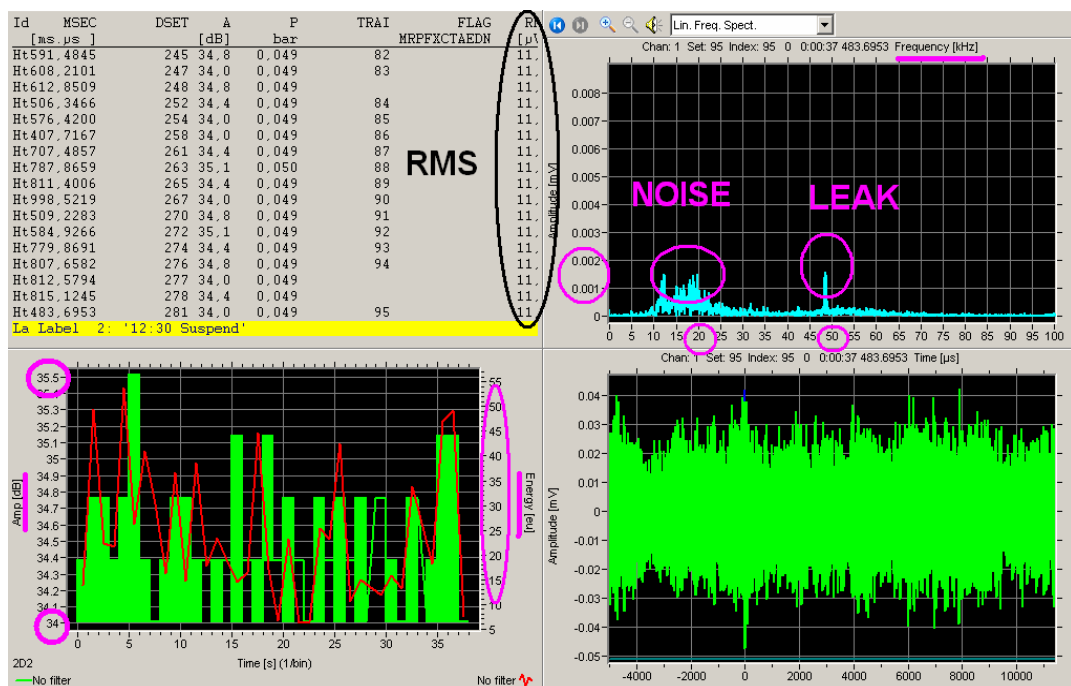 Id MSEC DSET A P TRAI FLAG
[ms.µs ] [dB] bar MRPFXCTAEDN [µV
Ht591,4845 245 34,8 0,049 82 11,
Ht608,2101 247 34,0 0,049 83 11,
Ht612,8509 248 34,8 0,049 11,
Ht506,3466 252 34,4 0,049 84 11,
Ht576,4200 254 34,0 0,049 85 11,
Ht407,7167 258 34,4 0,049 86 11,
Ht707,4857 261 34,4 0,049 87 11,
Ht787,8659 263 35,1 0,050 88 11,
Ht811,4006 265 34,4 0,049 89 11,
Ht998,5219 267 34,0 0,049 90 11,
Ht509,2283 270 34,8 0,049 91 11,
Ht584,9266 272 35,1 0,049 92 11,
Ht779,8691 274 34,4 0,049 93 11,
Ht807,6582 276 34,8 0,049 94 11,
Ht812,5794 277 34,0 0,049 11,
Ht815,1245 278 34,4 0,049 11,
Ht483,6953 281 34,0 0,049 95 11,
La Label 2: '12:30 Suspend'
RMS
Lin. Freq. Spect.
Chan: 1 Set: 95 Index: 95 0 0:00:37 483.6953 Frequency [kHz]
Amplitude [mV]
0.008
0.007
0.006
0.005
0.004
0.003
0.002
0.001
0
NOISE
LEAK
0 5 10 15 20 25 30 35 40 45 50 55 60 65 70 75 80 85 90 95 100
Amp [dB]
35.5
35.3
35.2
35.1
35
34.9
34.8
34.7
34.6
34.5
34.4
34.3
34.2
34.1
34
55
50
45
40
35
30
25
20
15
10
5
Energy [eu]
0 5 10 15 20 25 30 35
2D2
Time [s] (1/bin)
No filter
No filter
Chan: 1 Set: 95 Index: 95 0 0:00:37 483.6953 Time [µs]
Amplitude [mV]
0.04
0.03
0.02
0.01
0
-0.01
-0.02
-0.03
-0.04
-0.05
-4000 -2000 0 2000 4000 6000 8000 10000